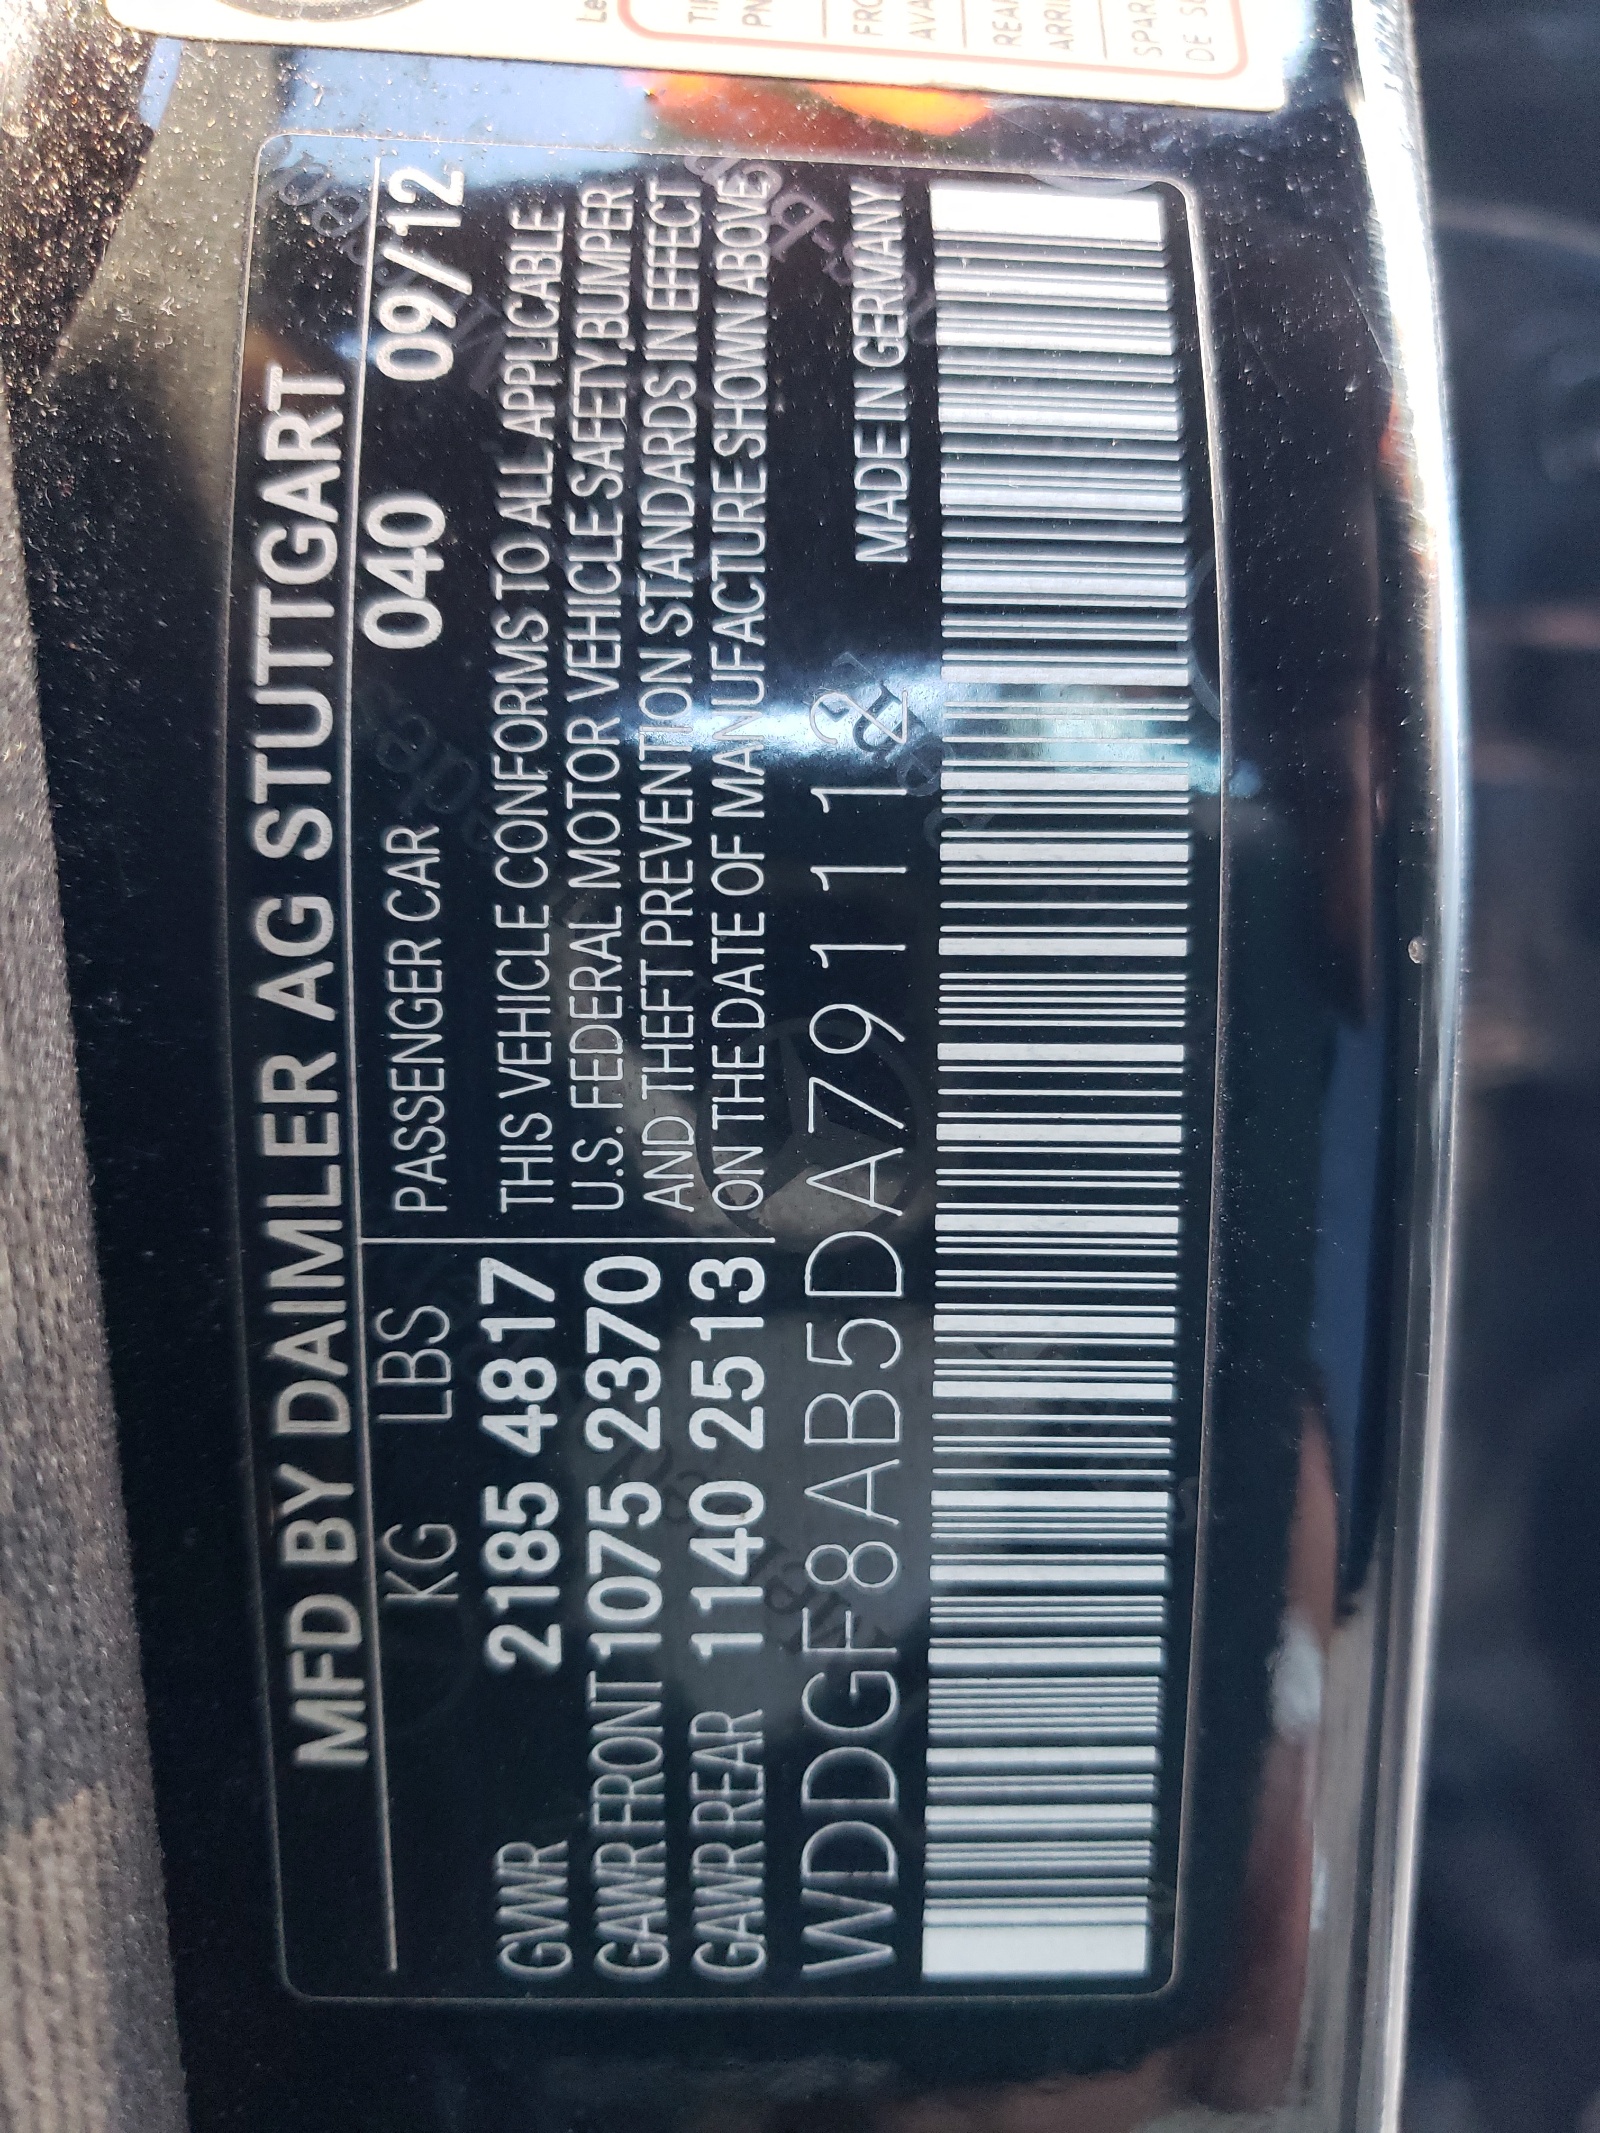 MFD BY DAIMLER AG STUTTGART
KG LBS PASSENGER CAR 040 09/12
GVWR 2185 4817 THIS VEHICLE CONFORMS TO ALL APPLICABLE
GAWR FRONT 1075 2370 U.S. FEDERAL MOTOR VEHICLE SAFETY,BUMPER
AND THEFT PREVENTION STANDARDS IN EFFECT
GAWR REAR 1140 2513 ON THE DATE OF MANUFACTURE SHOWN ABOVE
WDDGF8AB5DA791112 MADE IN GERMANY